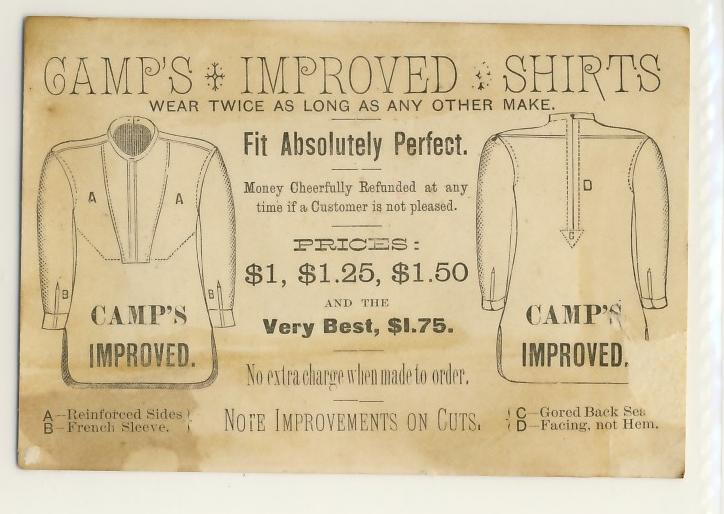 CAMP'S IMPROVED SHIRTS
WEAR TWICE AS LONG AS ANY OTHER MAKE.
Fit Absolutely Perfect.
Money Cheerfully Refunded at any
time if a Customer is not pleased.
PRICES:
$1, $1.25, $1.50
AND THE
Very Best, $1.75.
No extra charge when made to order.
NOTE IMPROVEMENTS ON CUTS.
A
A
B
B
CAMP'S
IMPROVED.
A—Reinforced Sides
B—French Sleeve.
D
C
CAMP'S
IMPROVED.
C—Gored Back Sea
D—Facing, not Hem.